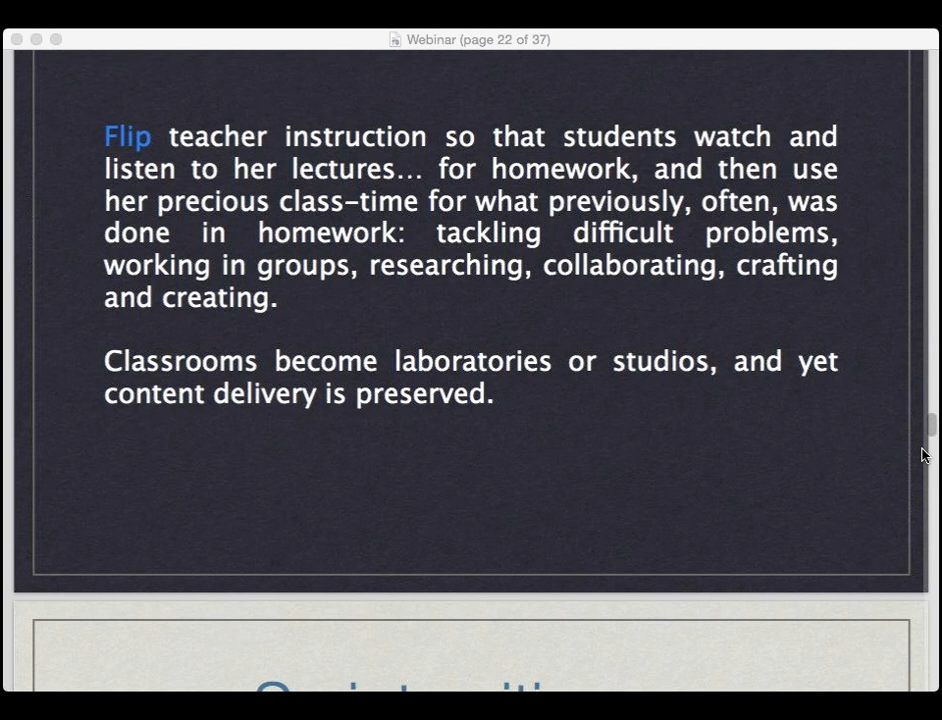 Webinar (page 22 of 37)
Flip teacher instruction so that students watch and
listen to her lectures... for homework, and then use
her precious class-time for what previously, often, was
done in homework: tackling difficult problems,
working in groups, researching, collaborating, crafting
and creating.
Classrooms become laboratories or studios, and yet
content delivery is preserved.